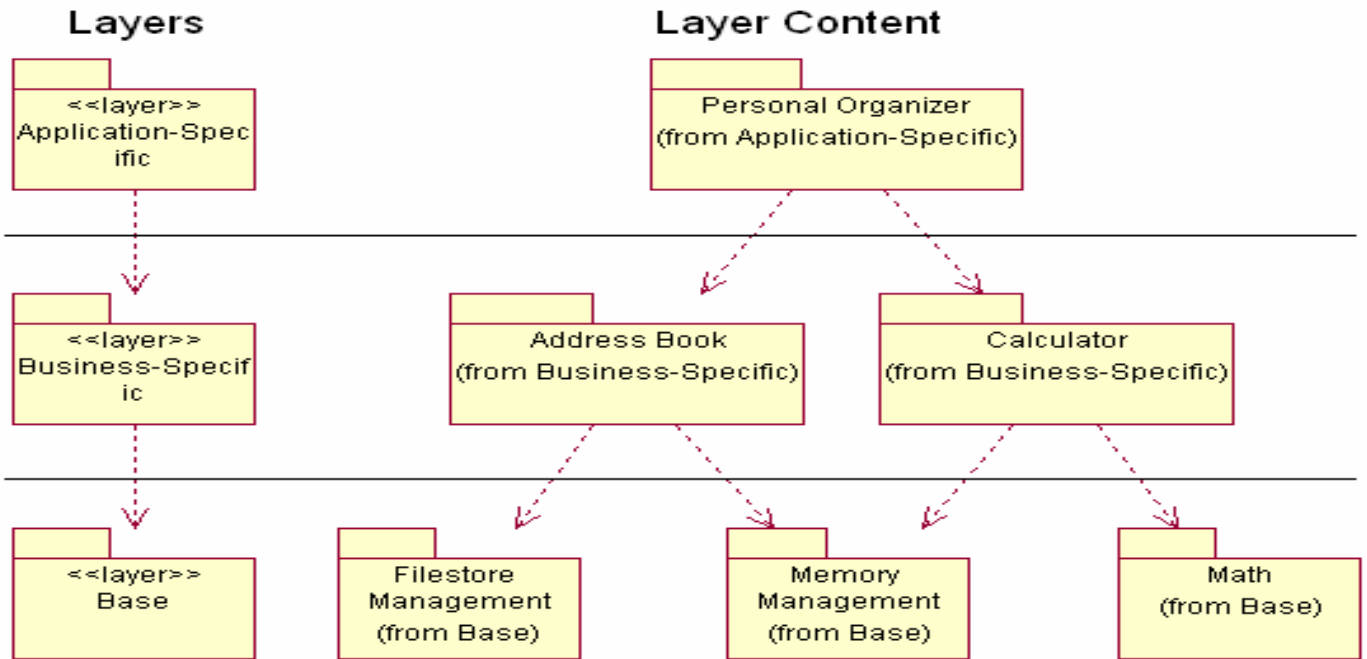 Layers
Layer Content
<<layer>>
Application-Spec
ific
Personal Organizer
(from Application-Specific)
<<layer>>
Business-Specif
ic
Address Book
(from Business-Specific)
Calculator
(from Business-Specific)
<<layer>>
Base
Filestore
Management
(from Base)
Memory
Management
(from Base)
Math
(from Base)